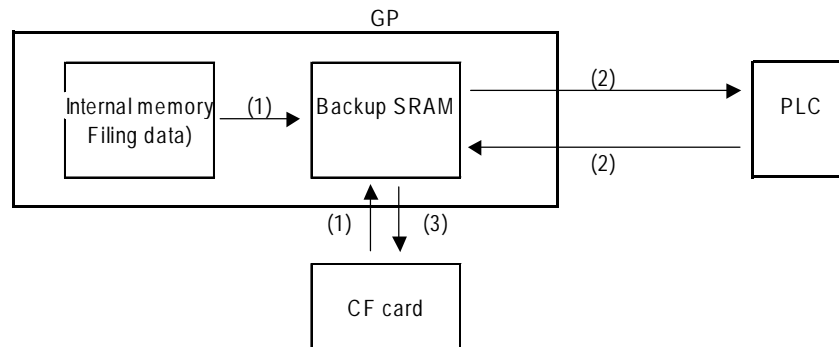 GP
Internal memory
Filing data)
(1)
Backup SRAM
(2)
PLC
(2)
(1)
(3)
CF card